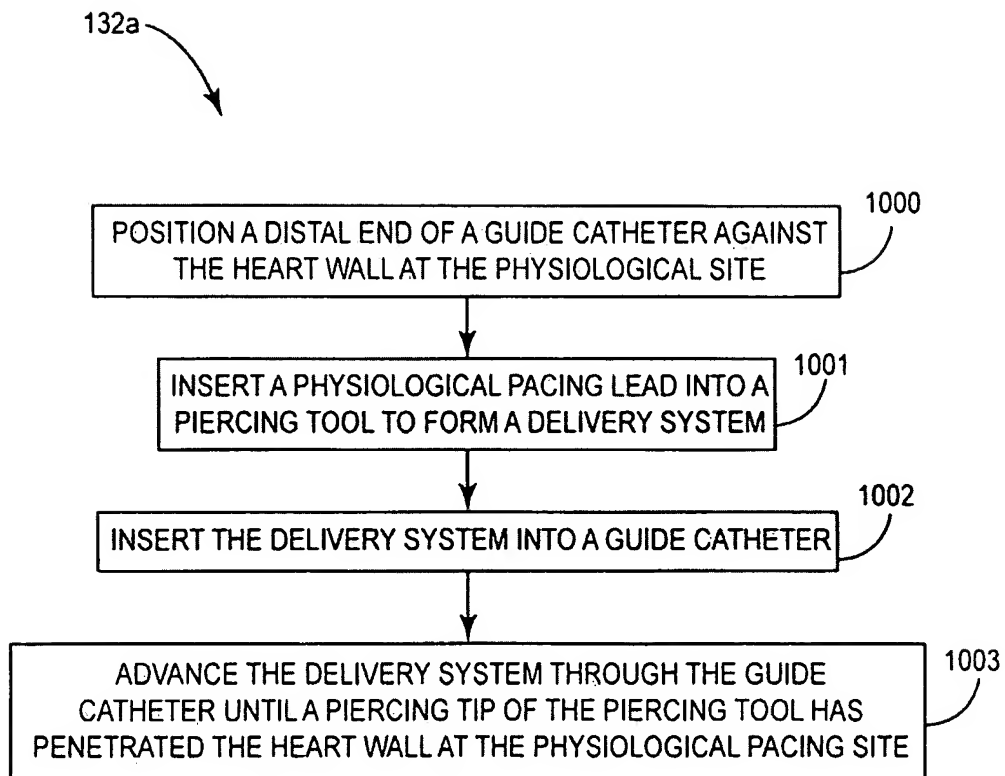 132a
1000
POSITION A DISTAL END OF A GUIDE CATHETER AGAINST
THE HEART WALL AT THE PHYSIOLOGICAL SITE
1001
INSERT A PHYSIOLOGICAL PACING LEAD INTO A
PIERCING TOOL TO FORM A DELIVERY SYSTEM
1002
INSERT THE DELIVERY SYSTEM INTO A GUIDE CATHETER
1003
ADVANCE THE DELIVERY SYSTEM THROUGH THE GUIDE
CATHETER UNTIL A PIERCING TIP OF THE PIERCING TOOL HAS
PENETRATED THE HEART WALL AT THE PHYSIOLOGICAL PACING SITE